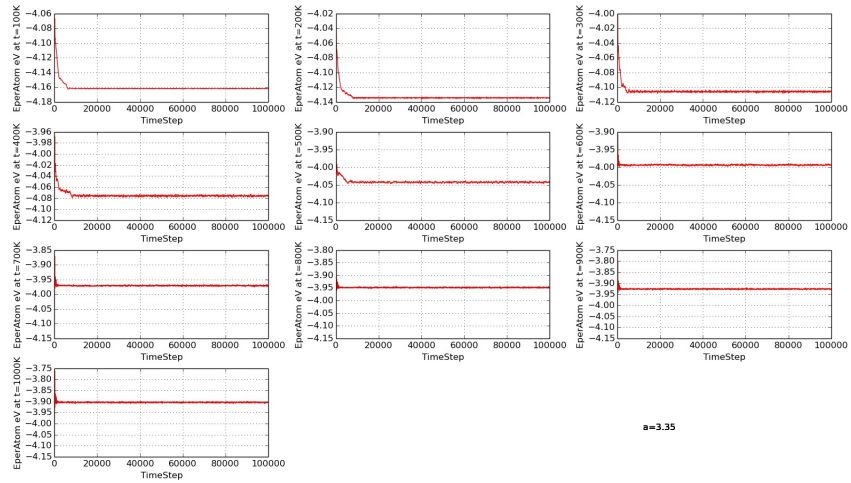 EperAtom eV at t=100K
−4.06
−4.08
−4.10
−4.12
−4.14
−4.16
−4.18
0 20000 40000 60000 80000 100000
TimeStep
EperAtom eV at t=200K
−4.02
−4.04
−4.06
−4.08
−4.10
−4.12
−4.14
0 20000 40000 60000 80000 100000
TimeStep
EperAtom eV at t=300K
−4.00
−4.02
−4.04
−4.06
−4.08
−4.10
−4.12
0 20000 40000 60000 80000 100000
TimeStep
EperAtom eV at t=400K
−3.96
−3.98
−4.00
−4.02
−4.04
−4.06
−4.08
−4.10
−4.12
0 20000 40000 60000 80000 100000
TimeStep
EperAtom eV at t=500K
−3.90
−3.95
−4.00
−4.05
−4.10
−4.15
0 20000 40000 60000 80000 100000
TimeStep
EperAtom eV at t=600K
−3.90
−3.95
−4.00
−4.05
−4.10
−4.15
0 20000 40000 60000 80000 100000
TimeStep
EperAtom eV at t=700K
−3.85
−3.90
−3.95
−4.00
−4.05
−4.10
−4.15
0 20000 40000 60000 80000 100000
TimeStep
EperAtom eV at t=800K
−3.80
−3.85
−3.90
−3.95
−4.00
−4.05
−4.10
−4.15
0 20000 40000 60000 80000 100000
TimeStep
EperAtom eV at t=900K
−3.75
−3.80
−3.85
−3.90
−3.95
−4.00
−4.05
−4.10
−4.15
0 20000 40000 60000 80000 100000
TimeStep
EperAtom eV at t=1000K
−3.75
−3.80
−3.85
−3.90
−3.95
−4.00
−4.05
−4.10
−4.15
0 20000 40000 60000 80000 100000
TimeStep
a=3.35